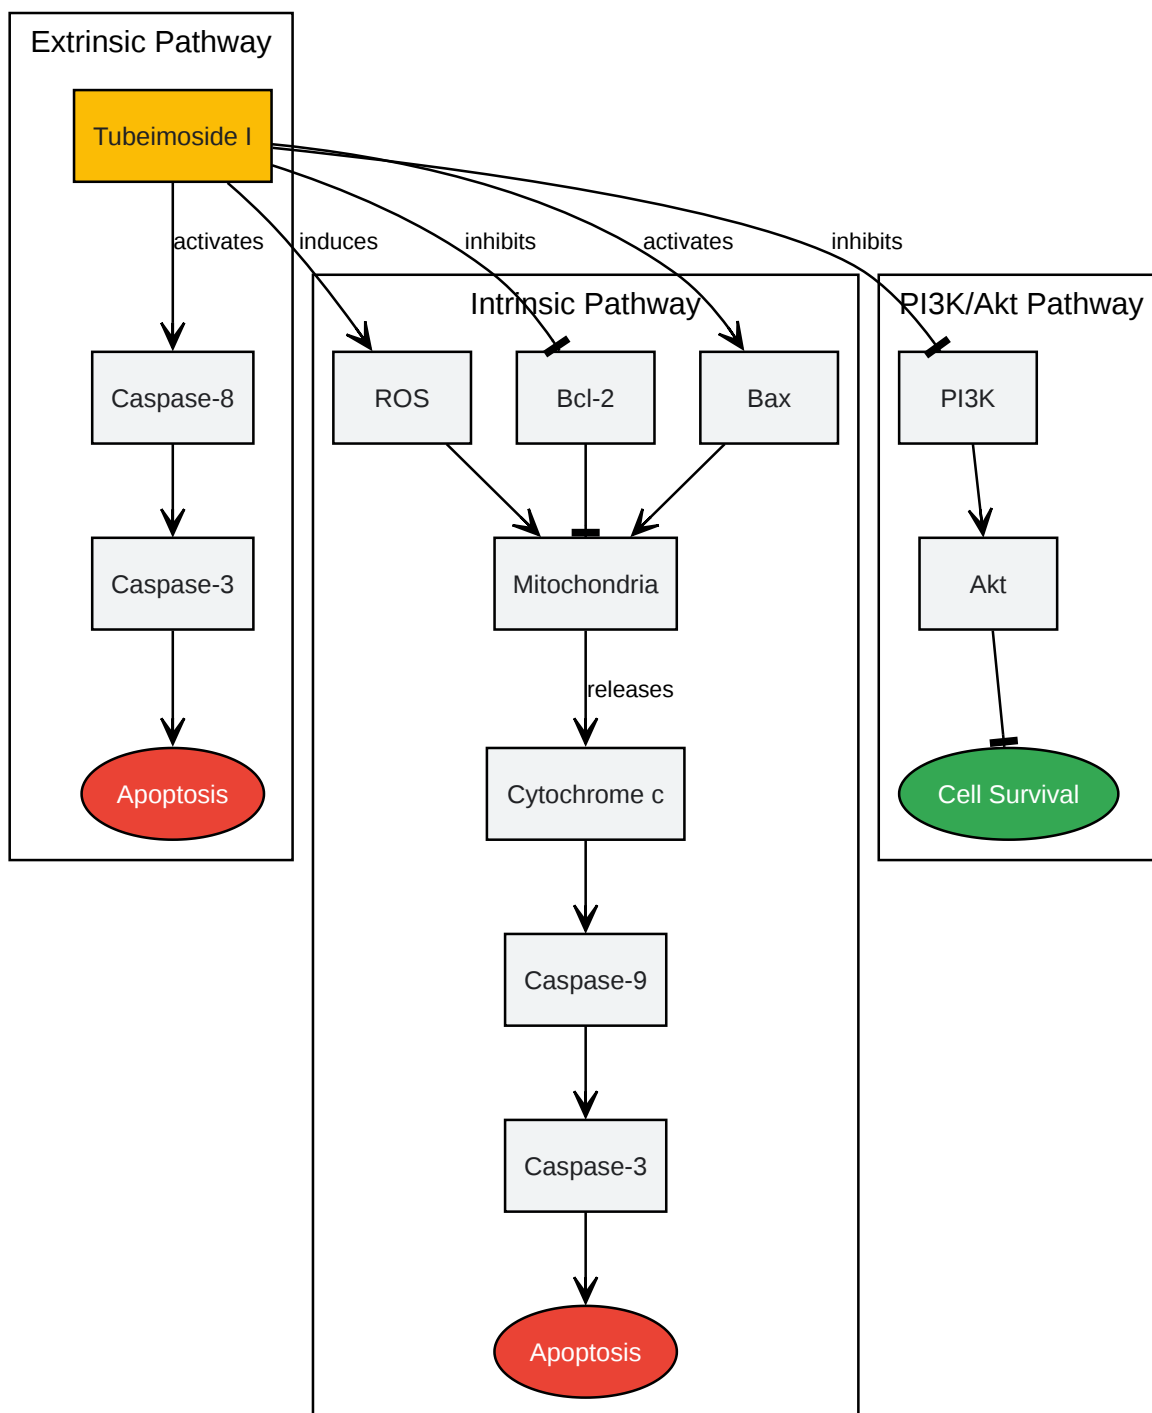 Extrinsic Pathway
Tubeimoside I
activates
induces
inhibits
activates
inhibits
Intrinsic Pathway
PI3K/Akt Pathway
Caspase-8
ROS
Bcl-2
Bax
PI3K
Caspase-3
Mitochondria
Akt
releases
Apoptosis
Cytochrome c
Cell Survival
Caspase-9
Caspase-3
Apoptosis